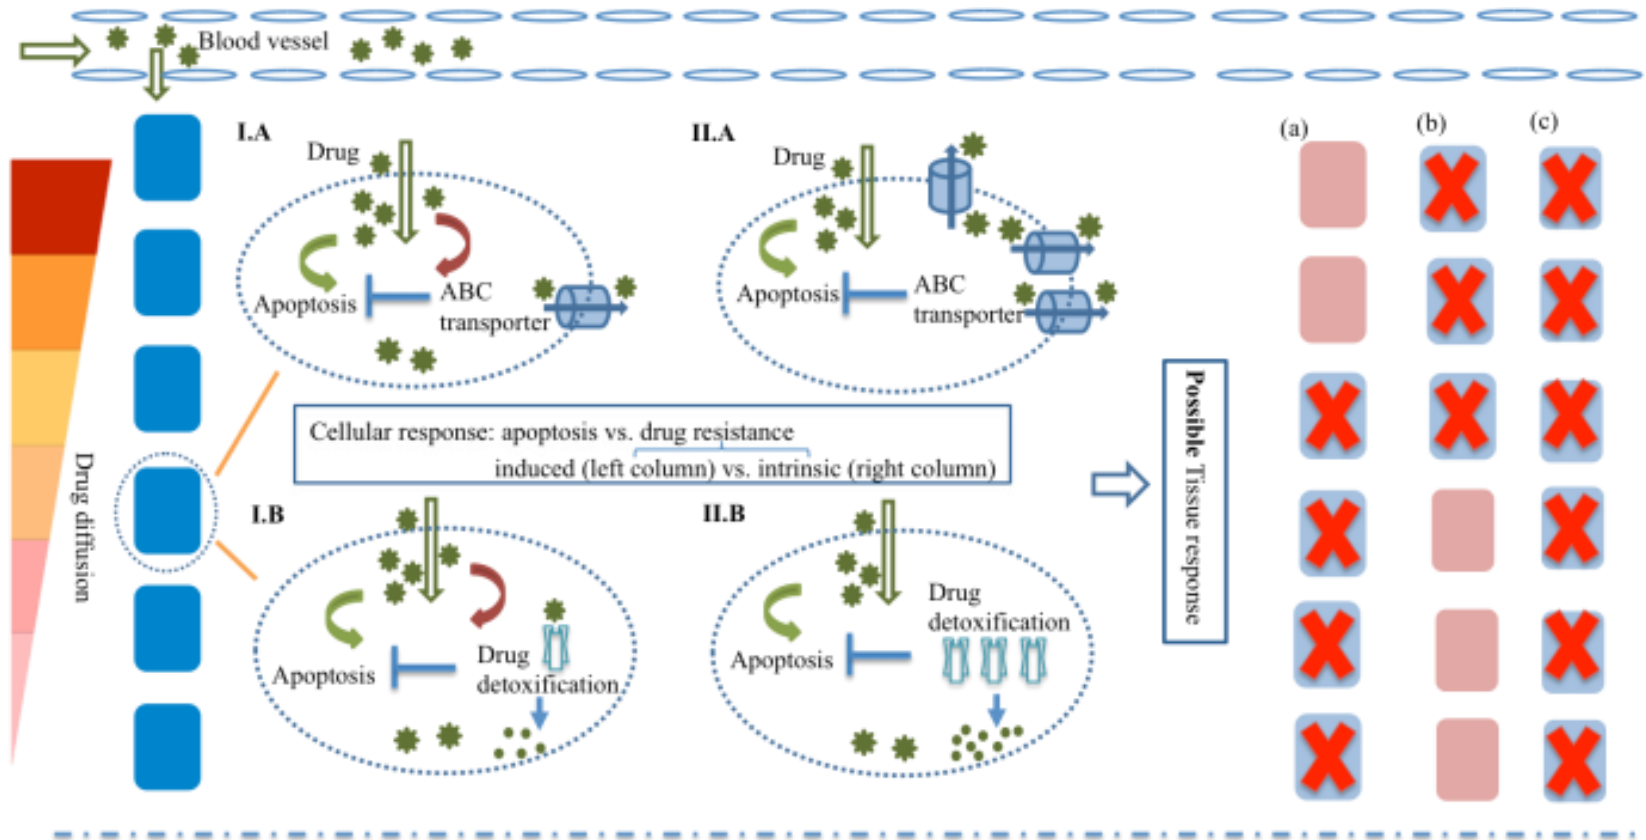 Blood vessel
I.A
Drug
Apoptosis
ABC
transporter
II.A
Drug
Apoptosis
ABC
transporter
(a)
(b)
(c)
Drug diffusion
Cellular response: apoptosis vs. drug resistance
induced (left column) vs. intrinsic (right column)
Possible Tissue response
I.B
Apoptosis
Drug
detoxification
II.B
Drug
detoxification
Apoptosis